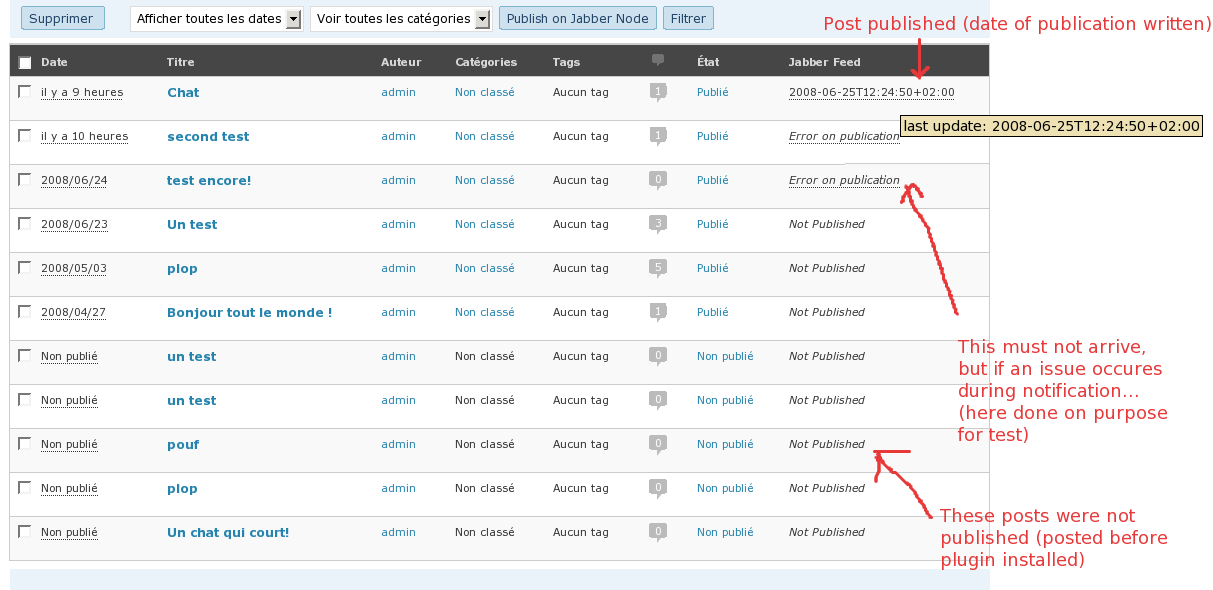 Supprimer Afficher toutes les dates Voir toutes les catégories Publish on Jabber Node Filtrer
Post published (date of publication written)
Date Titre Auteur Catégories Tags État Jabber Feed
il y a 9 heures Chat admin Non classé Aucun tag 1 Publié 2008-06-25T12:24:50+02:00
last update: 2008-06-25T12:24:50+02:00
il y a 10 heures second test admin Non classé Aucun tag 1 Publié Error on publication
2008/06/24 test encore! admin Non classé Aucun tag 0 Publié Error on publication
2008/06/23 Un test admin Non classé Aucun tag 3 Publié Not Published
2008/05/03 plop admin Non classé Aucun tag 5 Publié Not Published
2008/04/27 Bonjour tout le monde ! admin Non classé Aucun tag 1 Publié Not Published
Non publié un test admin Non classé Aucun tag 0 Non publié Not Published
Non publié un test admin Non classé Aucun tag 0 Non publié Not Published
Non publié pouf admin Non classé Aucun tag 0 Non publié Not Published
Non publié plop admin Non classé Aucun tag 0 Non publié Not Published
Non publié Un chat qui court! admin Non classé Aucun tag 0 Non publié Not Published
This must not arrive,
but if an issue occures
during notification...
(here done on purpose
for test)
These posts were not
published (posted before
plugin installed)